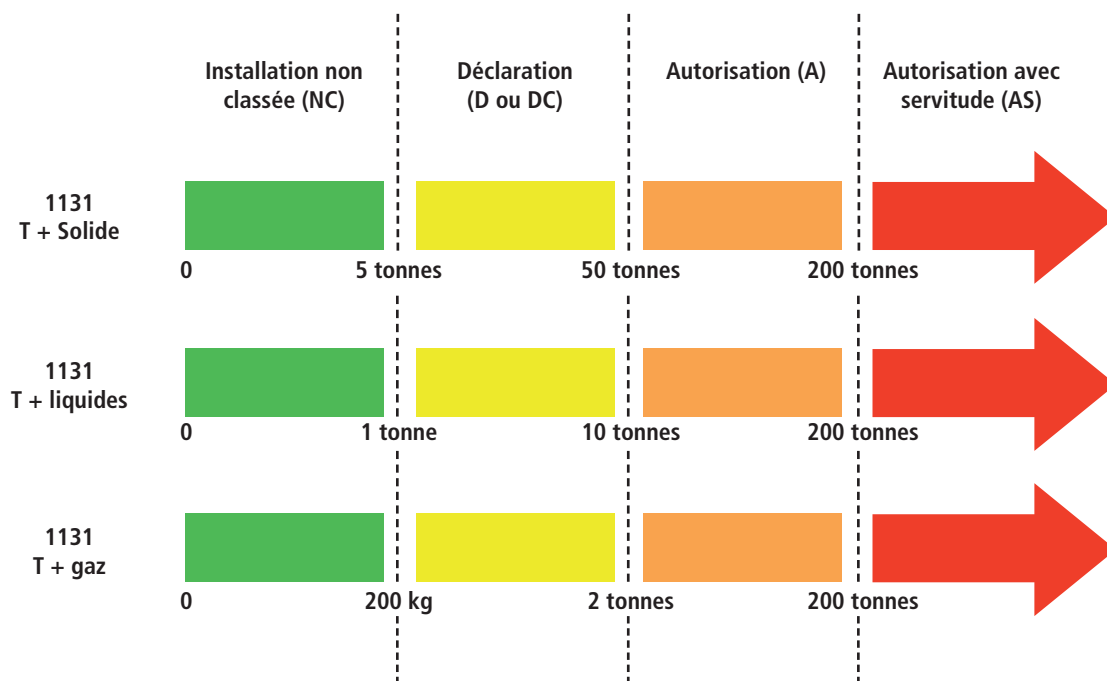 Installation non
classée (NC)
Déclaration
(D ou DC)
Autorisation (A)
Autorisation avec
servitude (AS)
1131
T + Solide
0
5 tonnes
50 tonnes
200 tonnes
1131
T + liquides
0
1 tonne
10 tonnes
200 tonnes
1131
T + gaz
0
200 kg
2 tonnes
200 tonnes